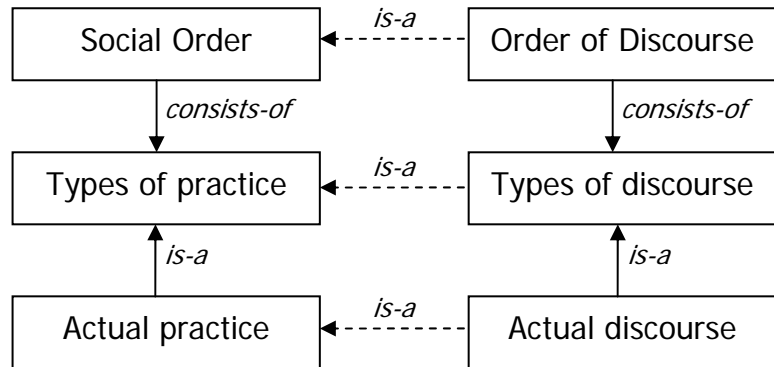 is-a
Social Order
Order of Discourse
consists-of
consists-of
is-a
Types of practice
Types of discourse
is-a
is-a
is-a
Actual practice
Actual discourse